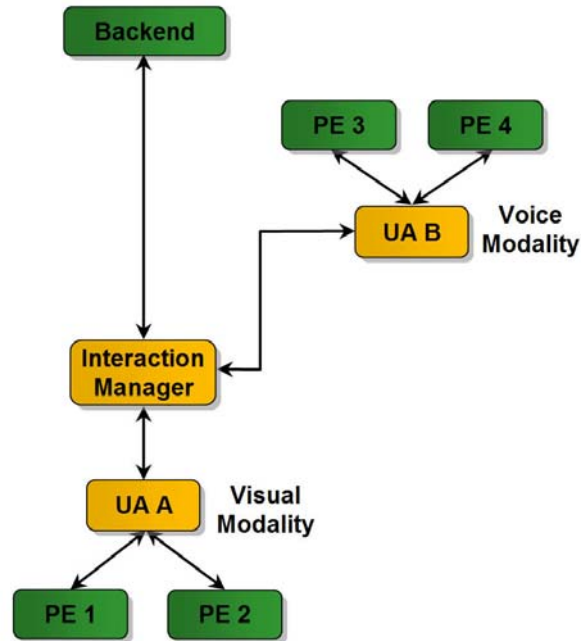 Backend
PE 3
PE 4
UA B
Voice
Modality
Interaction
Manager
UA A
Visual
Modality
PE 1
PE 2